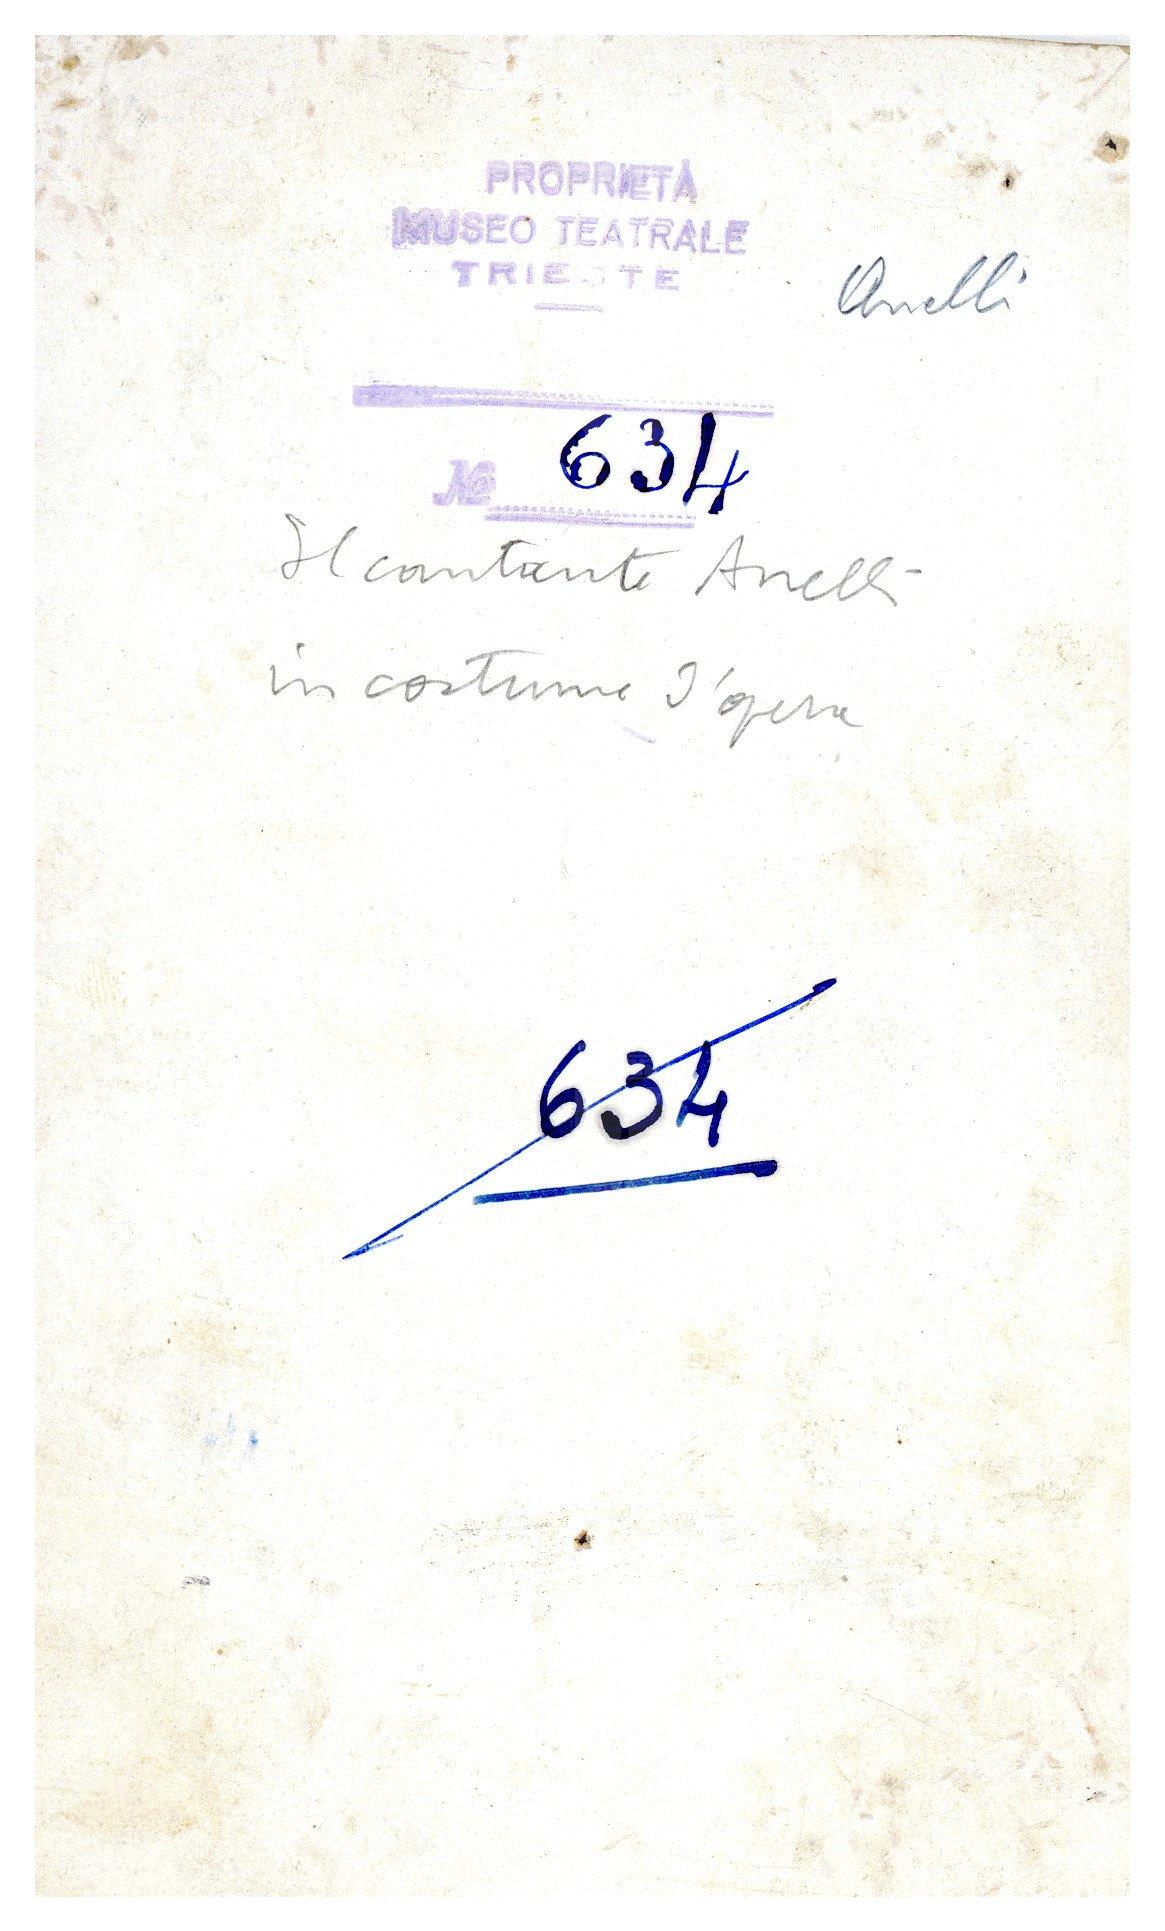 PROPRIETÀ
MUSEO TEATRALE
TRIESTE
Anelli
№ 634
Il cantante Anelli
in costume d'opera
634